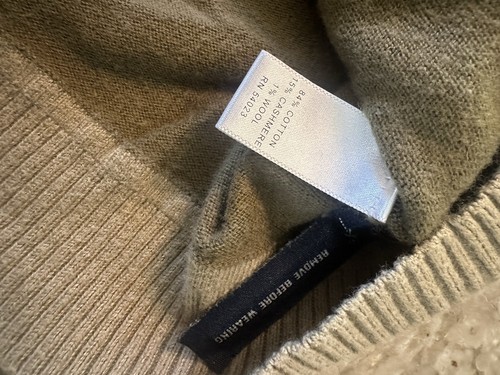 84% COTTON
15% CASHMERE
1% WOOL
RN 54023
REMOVE BEFORE WEARING